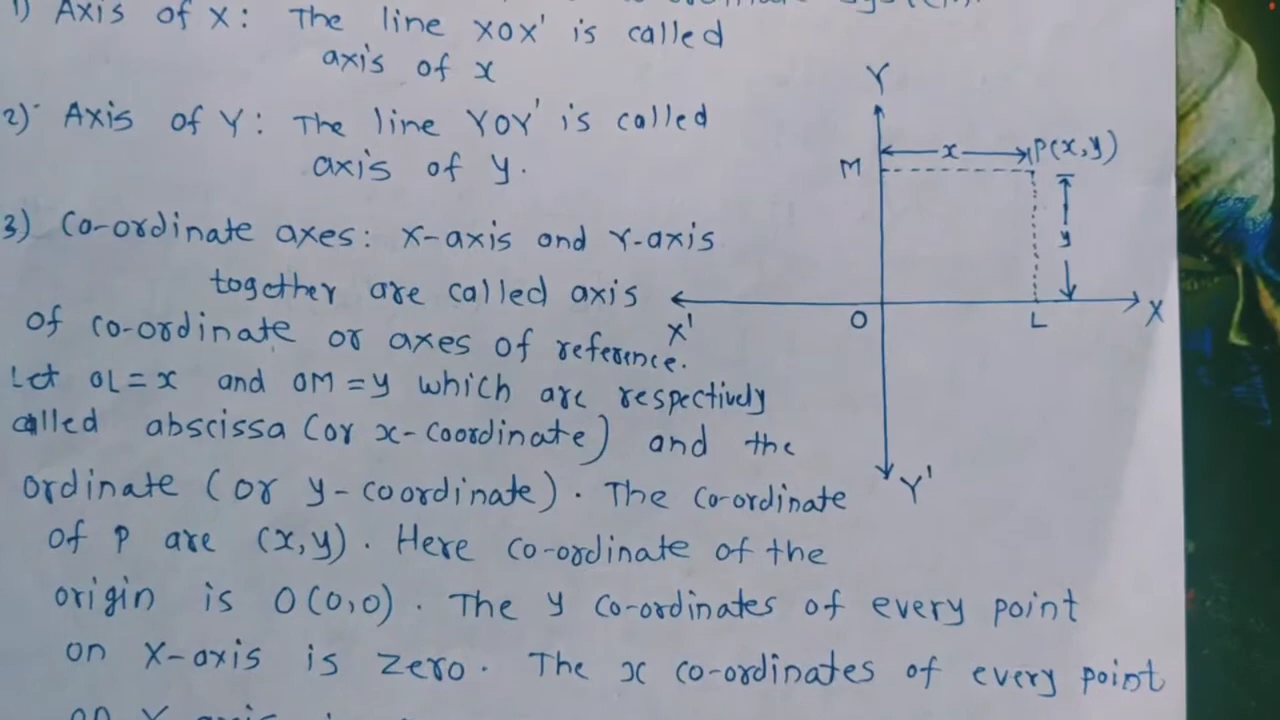 1) Axis of X: The line XOX' is called
axis of x
2) Axis of Y: The line YOY' is called
axis of y.
3) Co-ordinate axes: X-axis and Y-axis
together are called axis
of co-ordinate or axes of reference.
Let OL=x and OM=y which are respectively
called abscissa (or x-coordinate) and the
ordinate (or y-coordinate). The co-ordinate
of P are (x,y). Here co-ordinate of the
origin is O(0,0). The y co-ordinates of every point
on X-axis is zero. The x co-ordinates of every point
on Y-axis is
Y
x P(x,y)
M
y
X' O L X
Y'